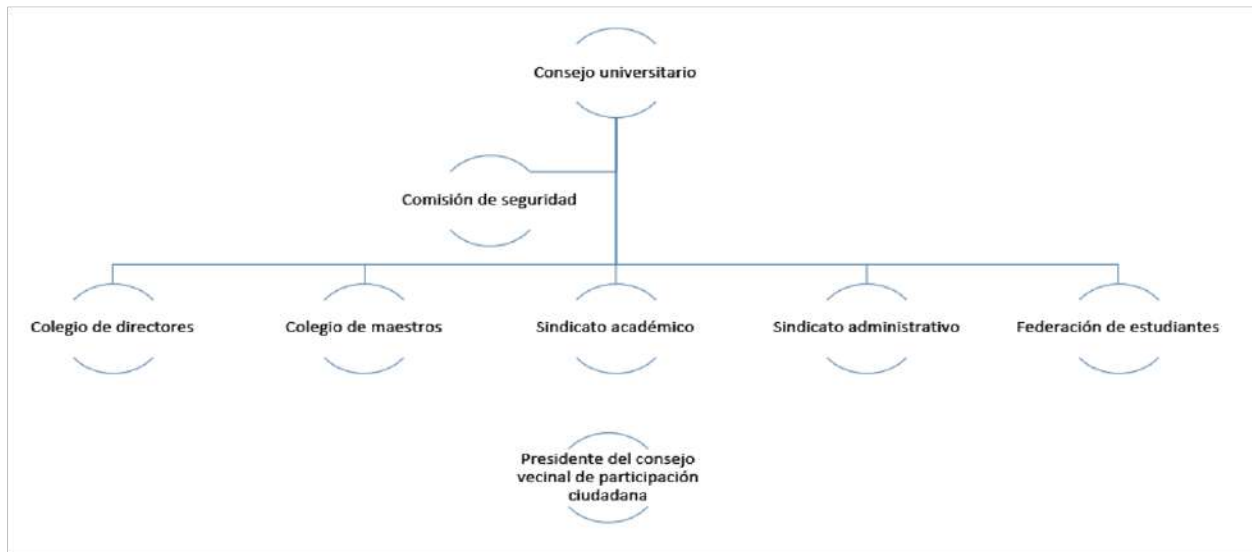 Consejo universitario
Comisión de seguridad
Colegio de directores
Colegio de maestros
Sindicato académico
Sindicato administrativo
Federación de estudiantes
Presidente del consejo
vecinal de participación
ciudadana